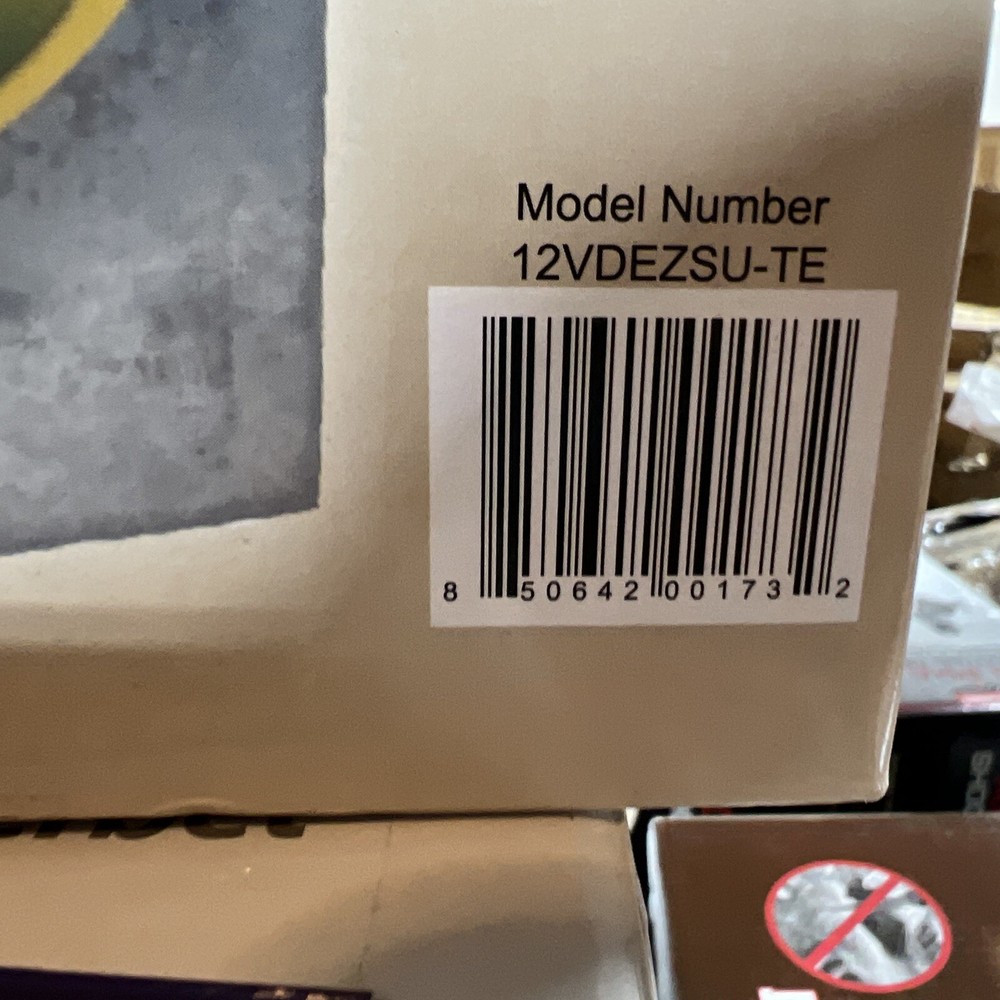 Model Number
12VDEZSU-TE
8 50642 00173 2